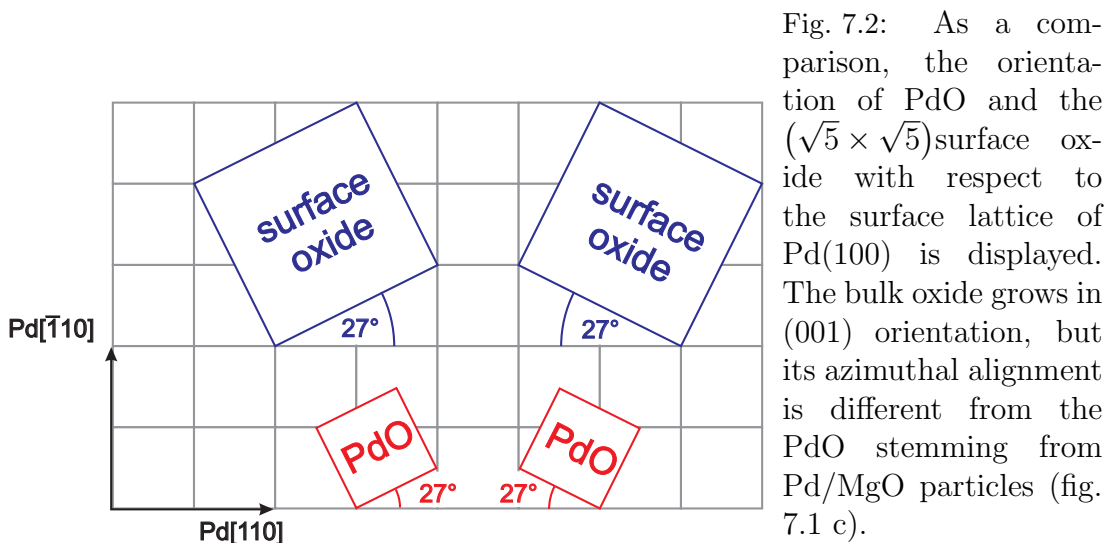 surface
oxide
surface
oxide
27°
27°
Pd[1̄10]
PdO
PdO
27°
27°
Pd[110]
Fig. 7.2: As a com-
parison, the orienta-
tion of PdO and the
(√5 × √5)surface ox-
ide with respect to
the surface lattice of
Pd(100) is displayed.
The bulk oxide grows in
(001) orientation, but
its azimuthal alignment
is different from the
PdO stemming from
Pd/MgO particles (fig.
7.1 c).